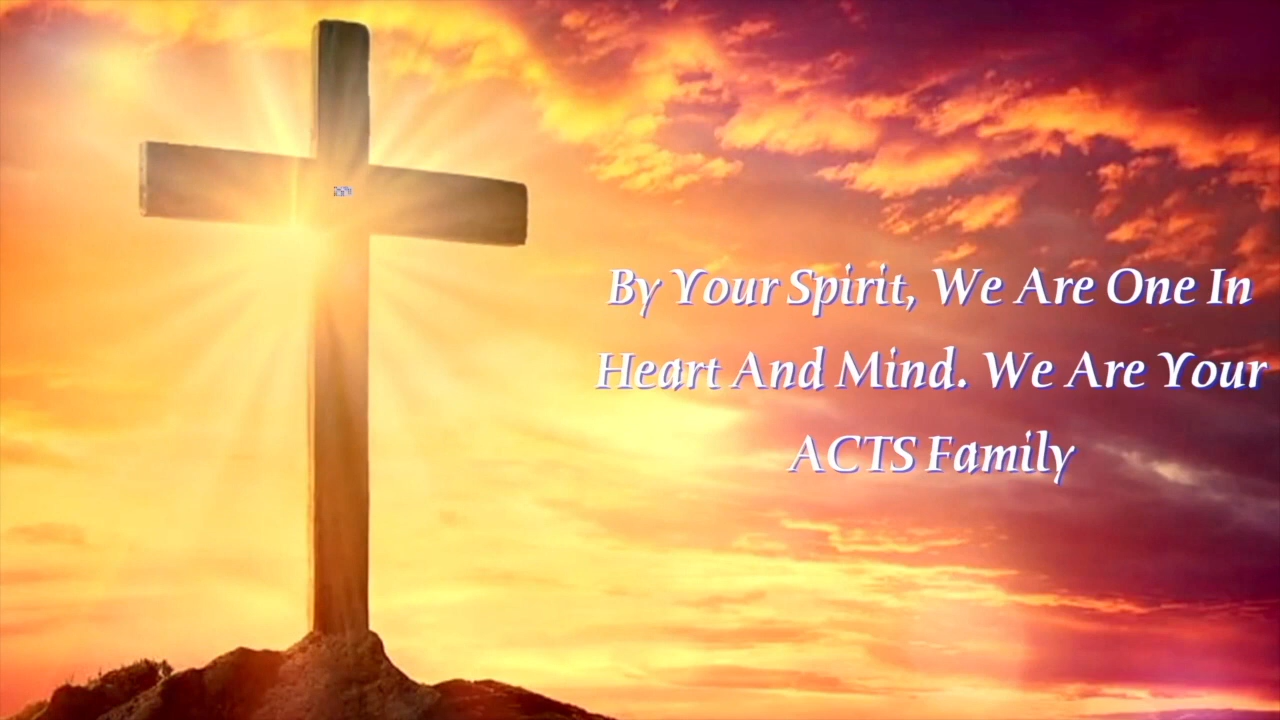 By Your Spirit, We Are One In
Heart And Mind. We Are Your
ACTS Family